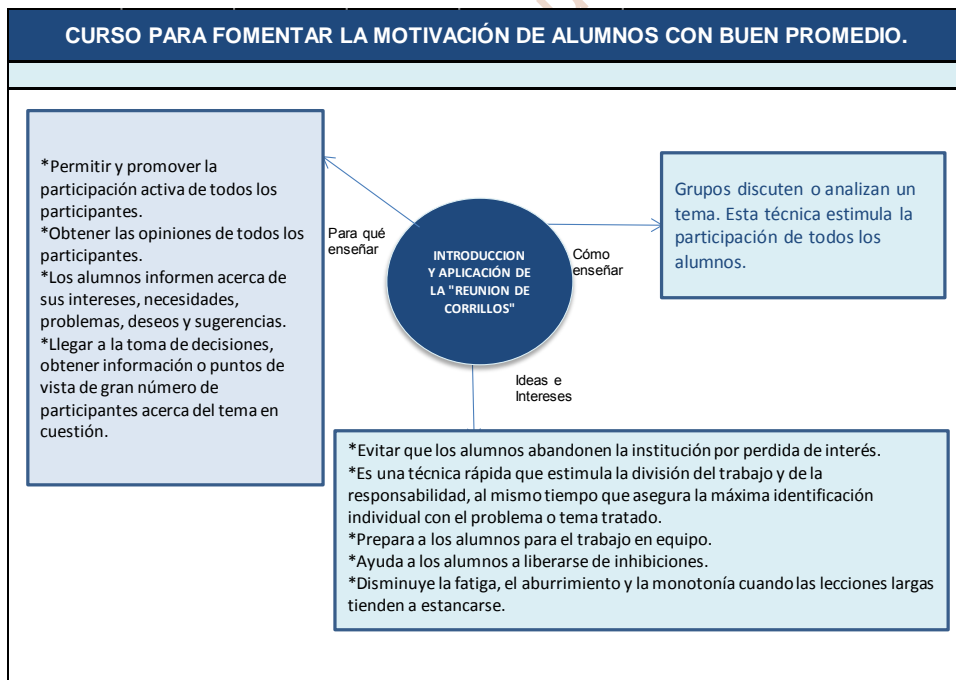 CURSO PARA FOMENTAR LA MOTIVACIÓN DE ALUMNOS CON BUEN PROMEDIO.
*Permitir y promover la
participación activa de todos los
participantes.
*Obtener las opiniones de todos los
participantes.
*Los alumnos informen acerca de
sus intereses, necesidades,
problemas, deseos y sugerencias.
*Llegar a la toma de decisiones,
obtener información o puntos de
vista de gran número de
participantes acerca del tema en
cuestión.
Para qué
enseñar
INTRODUCCION
Y APLICACIÓN DE
LA "REUNION DE
CORRILLOS"
Cómo
enseñar
Grupos discuten o analizan un
tema. Esta técnica estimula la
participación de todos los
alumnos.
Ideas e
Intereses
*Evitar que los alumnos abandonen la institución por perdida de interés.
*Es una técnica rápida que estimula la división del trabajo y de la
responsabilidad, al mismo tiempo que asegura la máxima identificación
individual con el problema o tema tratado.
*Prepara a los alumnos para el trabajo en equipo.
*Ayuda a los alumnos a liberarse de inhibiciones.
*Disminuye la fatiga, el aburrimiento y la monotonía cuando las lecciones largas
tienden a estancarse.